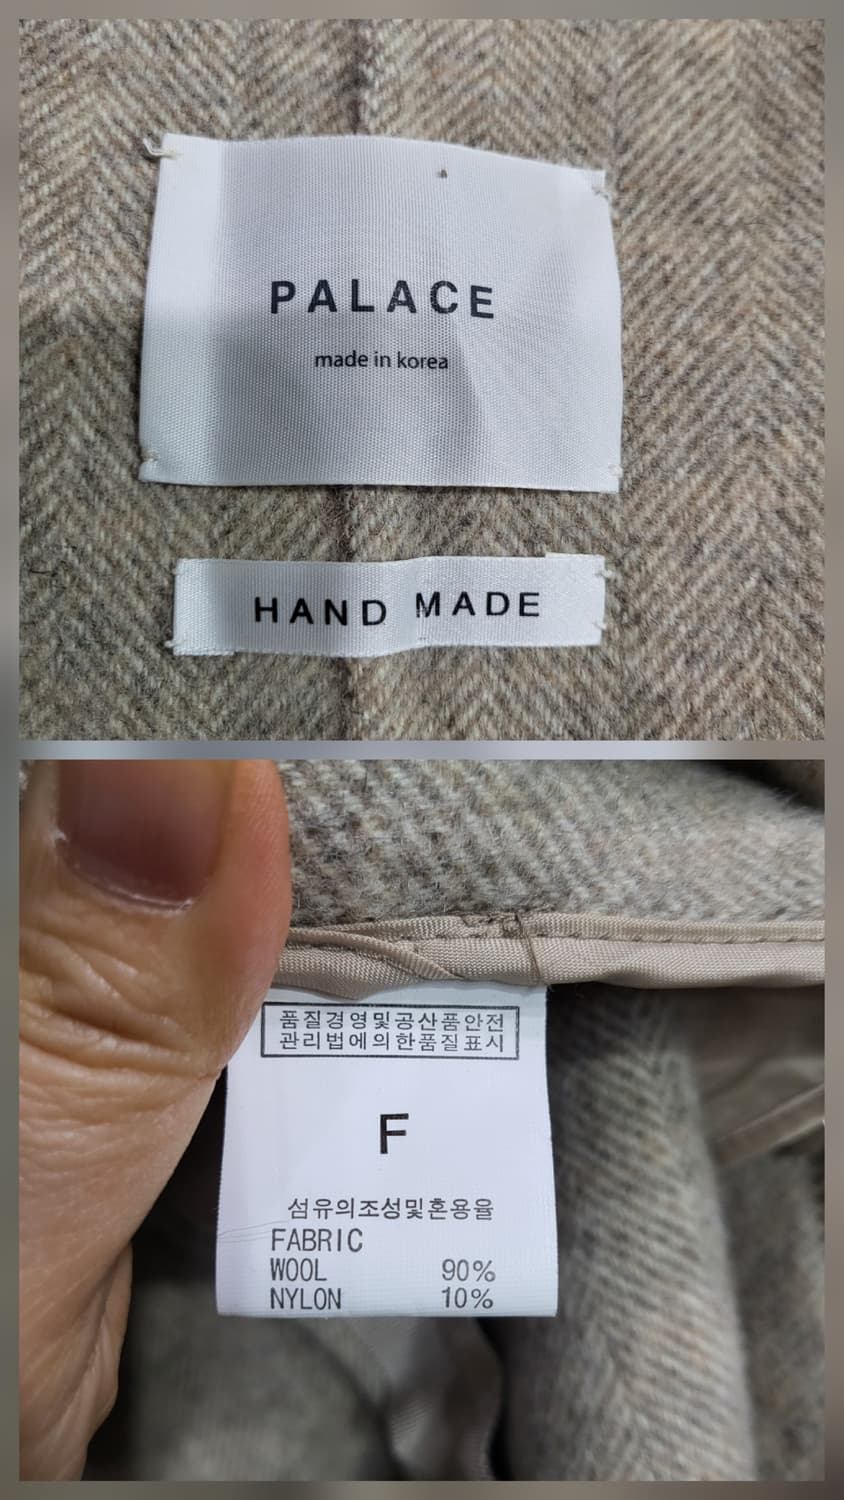 PALACE
made in korea
HAND MADE
품질경영및공산품안전
관리법에의한품질표시
F
섬유의조성및혼용율
FABRIC
WOOL 90%
NYLON 10%